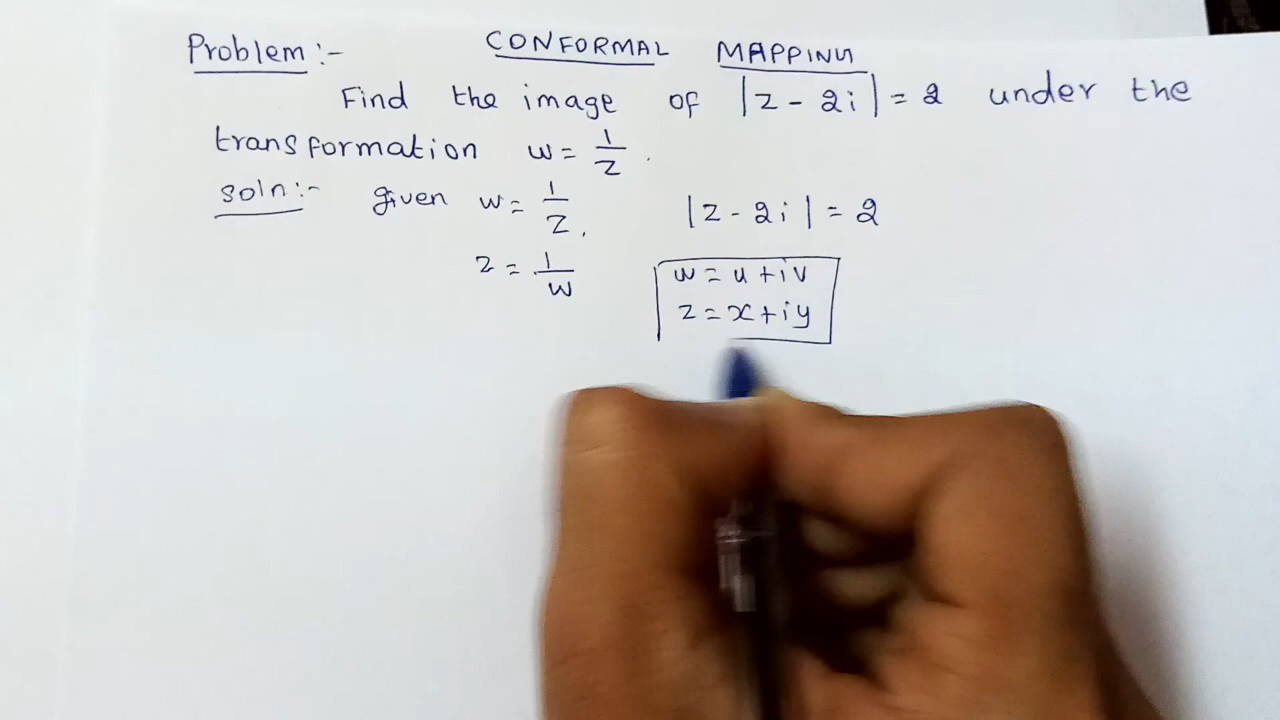 Problem :- CONFORMAL MAPPING
Find the image of |z - 2i| = 2 under the
transformation w = 1/z.
Soln:- given w = 1/z, |z - 2i| = 2
z = 1/w w = u + iv
z = x + iy